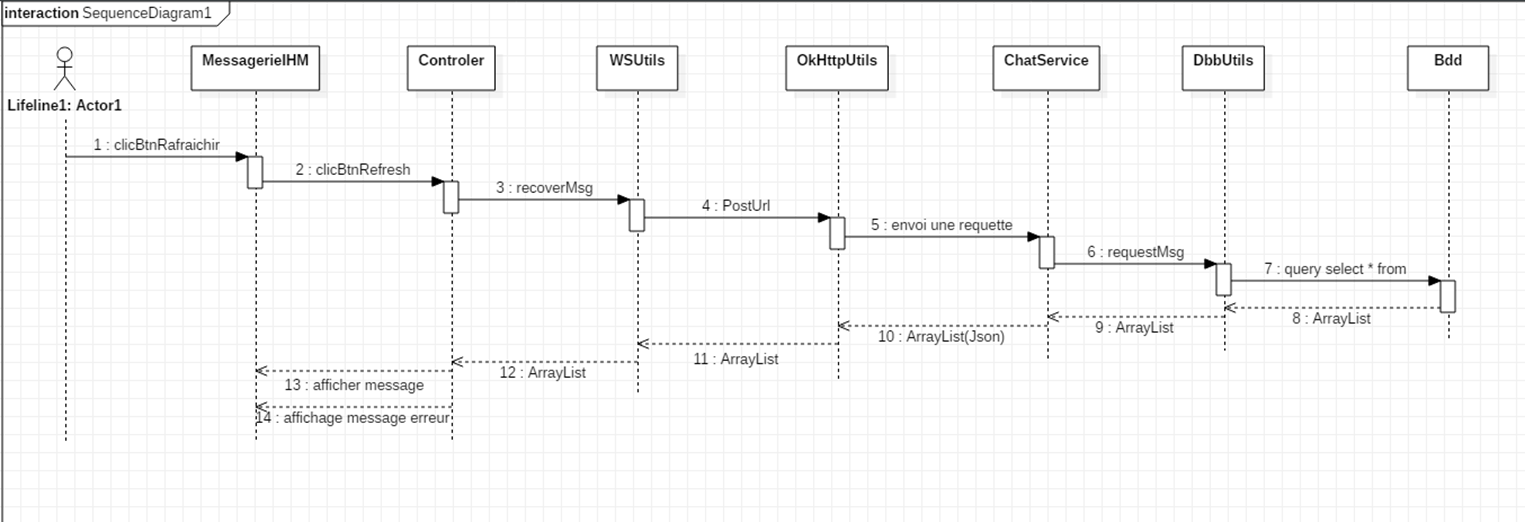 interaction SequenceDiagram1
MessagerieIHM
Controler
WSUtils
OkHttpUtils
ChatService
DbbUtils
Bdd
Lifeline1: Actor1
1 : clicBtnRafraichir
2 : clicBtnRefresh
3 : recoverMsg
4 : PostUrl
5 : envoi une requette
6 : requestMsg
7 : query select * from
8 : ArrayList
9 : ArrayList
10 : ArrayList(Json)
11 : ArrayList
12 : ArrayList
13 : afficher message
14 : affichage message erreur